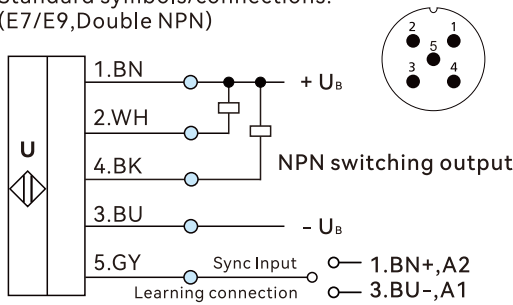 Standard symbols/connections:
(E7/E9,Double NPN)
2 1
5
3 4
1.BN + UB
2.WH
U
4.BK NPN switching output
3.BU - UB
5.GY Sync Input 1.BN+,A2
Learning connection 3.BU-,A1